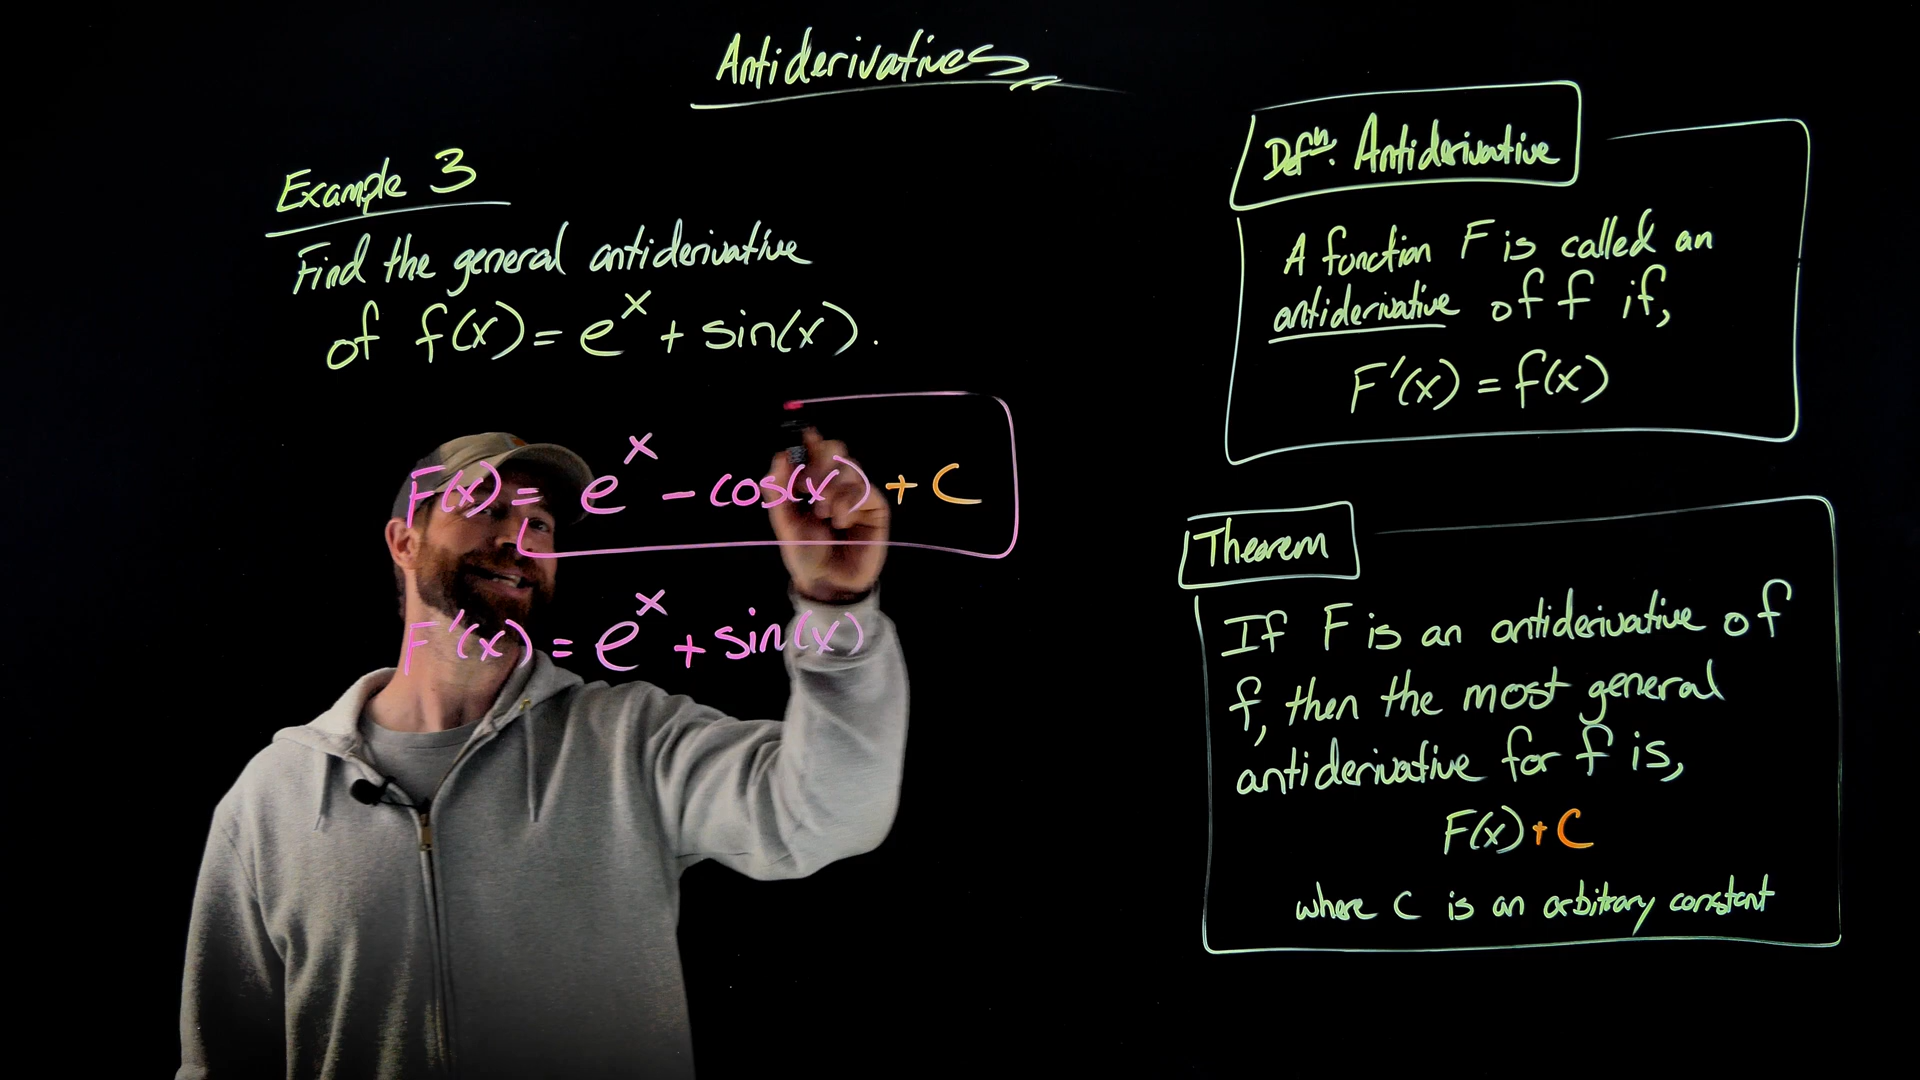 Antiderivatives
Example 3
Find the general antiderivative
of f(x) = e^x + sin(x).
F(x) = e^x - cos(x) + C
F'(x) = e^x + sin(x)
Defⁿ: Antiderivative
A function F is called an
antiderivative of f if,
F'(x) = f(x)
Theorem
If F is an antiderivative of
f, then the most general
antiderivative for f is,
F(x) + C
where C is an arbitrary constant